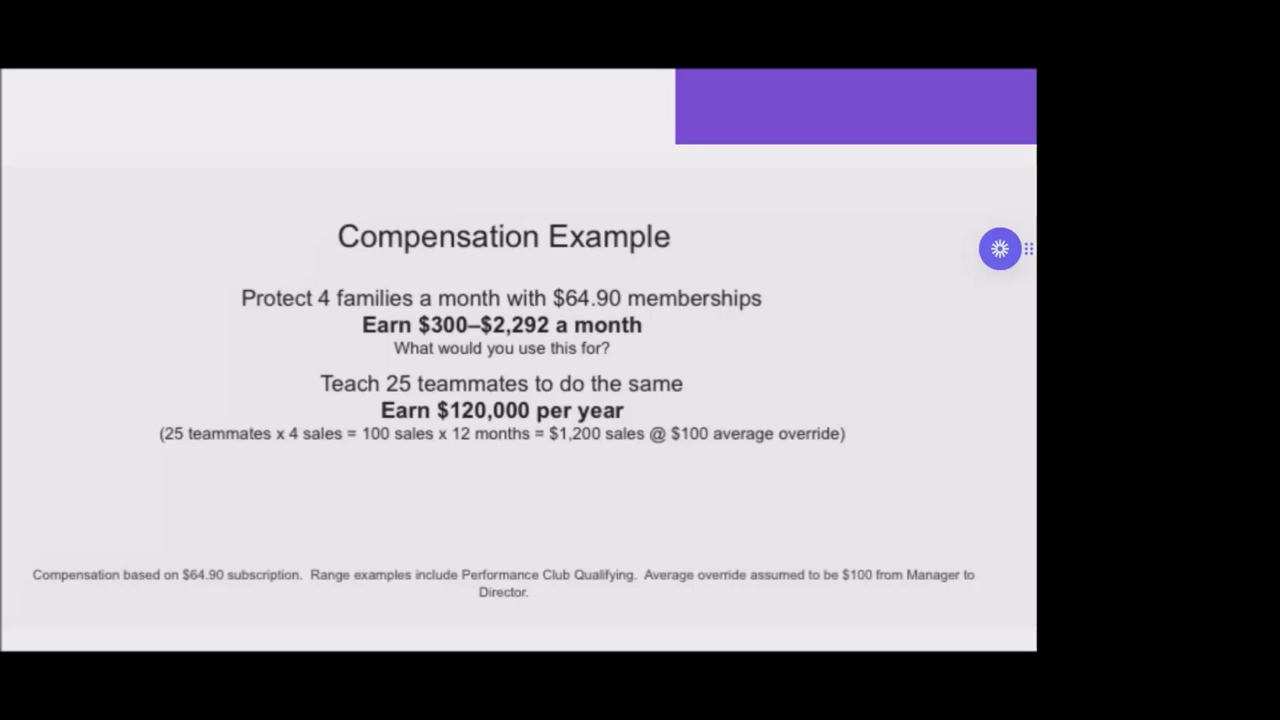 Compensation Example
Protect 4 families a month with $64.90 memberships
Earn $300–$2,292 a month
What would you use this for?
Teach 25 teammates to do the same
Earn $120,000 per year
(25 teammates x 4 sales = 100 sales x 12 months = $1,200 sales @ $100 average override)
Compensation based on $64.90 subscription.  Range examples include Performance Club Qualifying.  Average override assumed to be $100 from Manager to
Director.